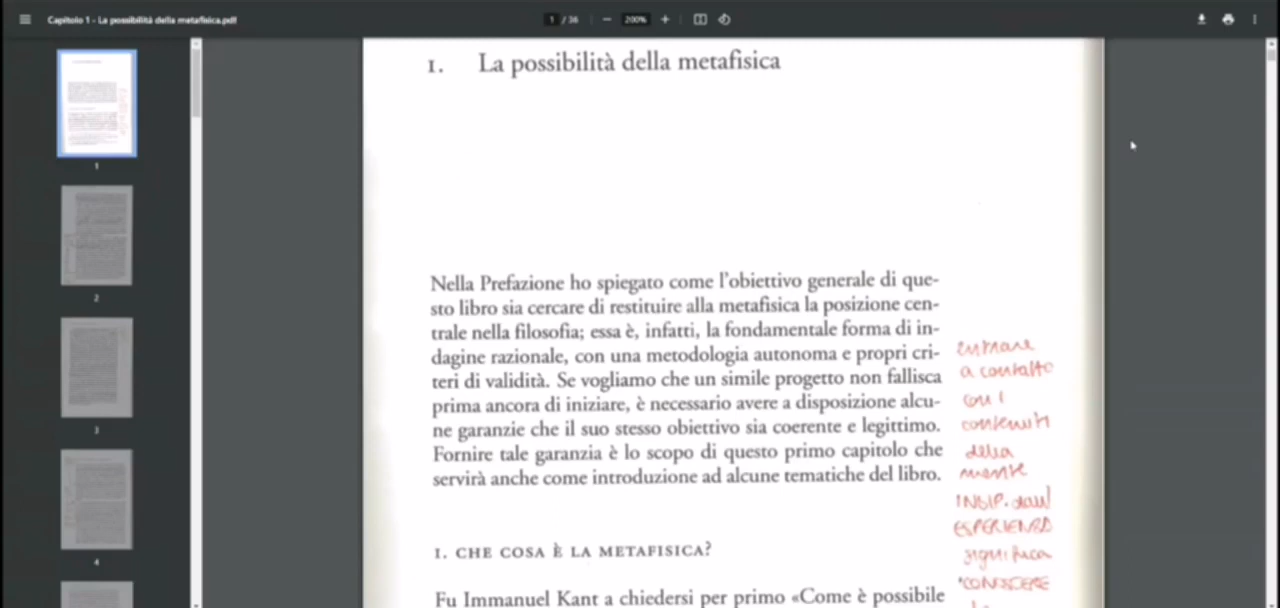 Capitolo 1 - La possibilità della metafisica.pdf
1 / 36
200%
1
2
3
4
1. La possibilità della metafisica
Nella Prefazione ho spiegato come l'obiettivo generale di que-
sto libro sia cercare di restituire alla metafisica la posizione cen-
trale nella filosofia; essa è, infatti, la fondamentale forma di in-
dagine razionale, con una metodologia autonoma e propri cri-
teri di validità. Se vogliamo che un simile progetto non fallisca
prima ancora di iniziare, è necessario avere a disposizione alcu-
ne garanzie che il suo stesso obiettivo sia coerente e legittimo.
Fornire tale garanzia è lo scopo di questo primo capitolo che
servirà anche come introduzione ad alcune tematiche del libro.
1. CHE COSA È LA METAFISICA?
Fu Immanuel Kant a chiedersi per primo «Come è possibile
entrare
a contatto
con i
contenuti
della
mente
INDIP. dall'
ESPERIENZA
significa
"CONOSCERE